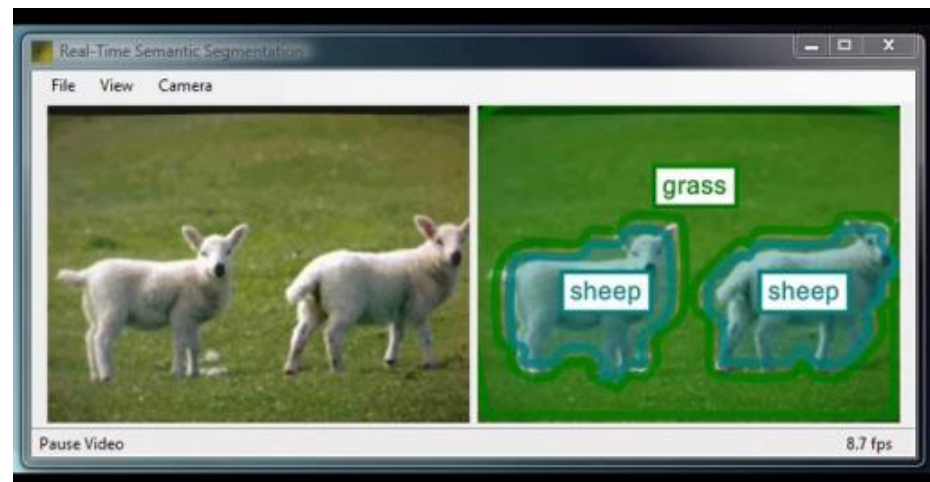 Real-Time Semantic Segmentation
File View Camera
grass
sheep sheep
Pause Video 8.7 fps